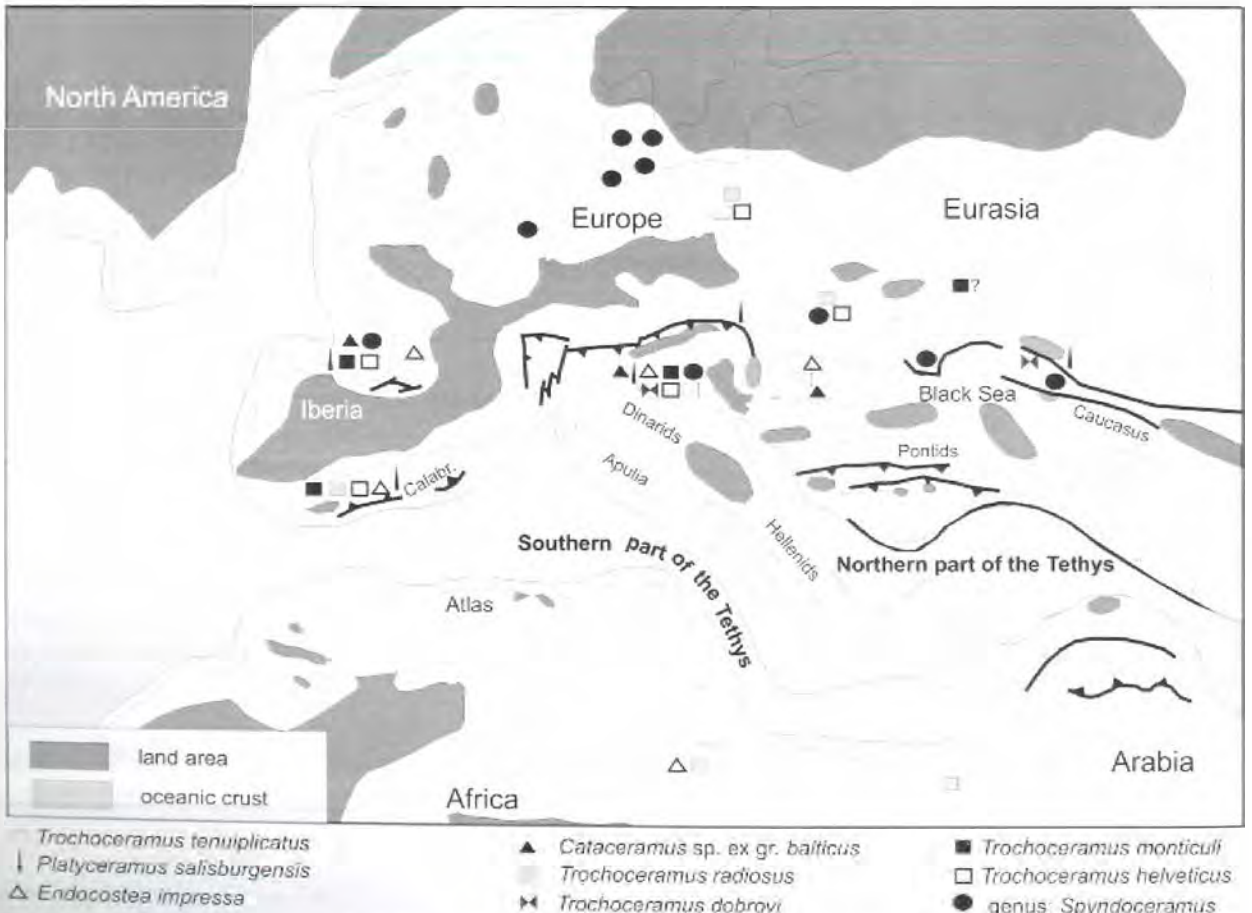 North America
Europe
Eurasia
?
Iberia
Black Sea
Caucasus
Dinarids
Pontids
Apulia
Calabr.
Hellenids
Southern part of the Tethys
Northern part of the Tethys
Atlas
land area
oceanic crust
Africa
Arabia
Trochoceramus tenuiplicatus
Platyceramus salisburgensis
Endocostea impressa
Cataceramus sp. ex gr. balticus
Trochoceramus radiosus
Trochoceramus dobrovi
Trochoceramus monticuli
Trochoceramus helveticus
genus: Spyridoceramus